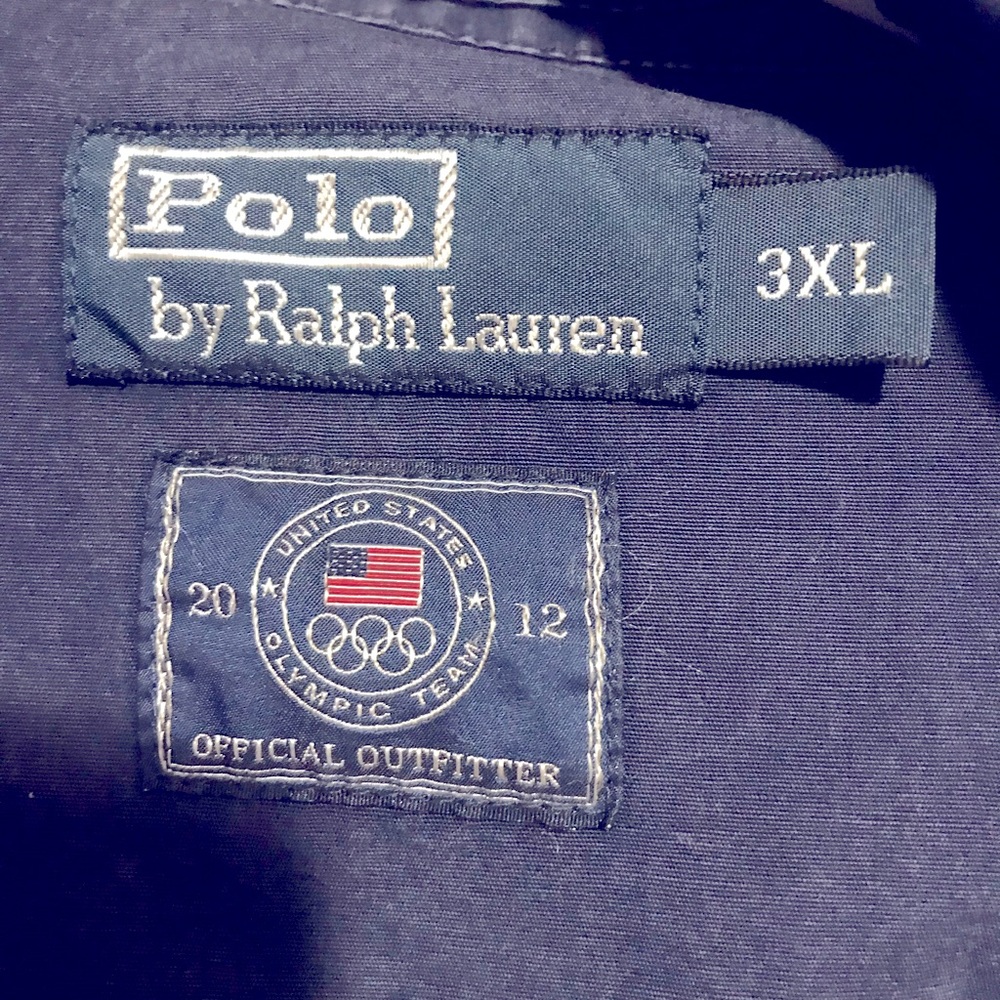 Polo
by Ralph Lauren
3XL
UNITED STATES
20 12
OLYMPIC TEAM
OFFICIAL OUTFITTER